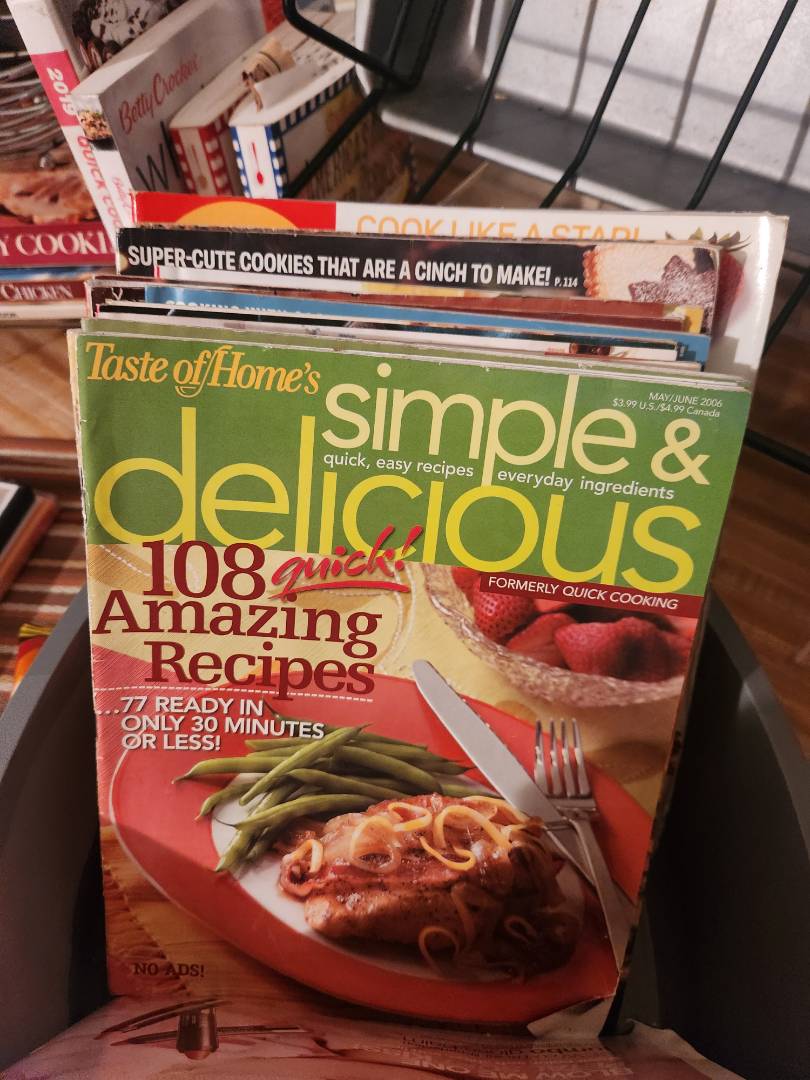 2019
QUICK COO
Betty Crocker
Y COOKI
CHICKEN
COOK LIKE A STAR!
SUPER-CUTE COOKIES THAT ARE A CINCH TO MAKE! P. 114
Taste of Home's
MAY/JUNE 2006
$3.99 U.S./$4.99 Canada
simple &
quick, easy recipes everyday ingredients
delicious
FORMERLY QUICK COOKING
108 quick!
Amazing
Recipes
...77 READY IN
ONLY 30 MINUTES
OR LESS!
NO ADS!